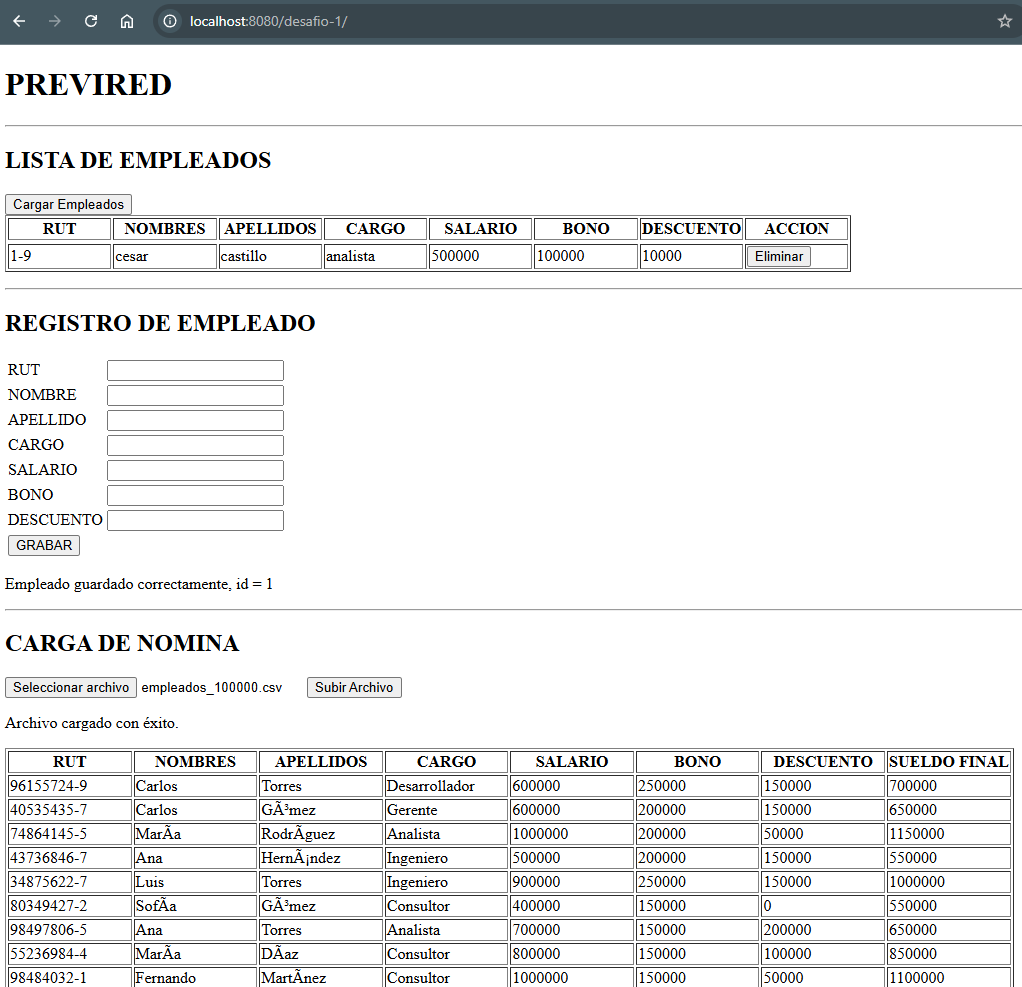 localhost:8080/desafio-1/
PREVIRED
LISTA DE EMPLEADOS
Cargar Empleados
RUT NOMBRES APELLIDOS CARGO SALARIO BONO DESCUENTO ACCION
1-9 cesar castillo analista 500000 100000 10000 Eliminar
REGISTRO DE EMPLEADO
RUT
NOMBRE
APELLIDO
CARGO
SALARIO
BONO
DESCUENTO
GRABAR
Empleado guardado correctamente, id = 1
CARGA DE NOMINA
Seleccionar archivo empleados_100000.csv Subir Archivo
Archivo cargado con éxito.
RUT NOMBRES APELLIDOS CARGO SALARIO BONO DESCUENTO SUELDO FINAL
96155724-9 Carlos Torres Desarrollador 600000 250000 150000 700000
40535435-7 Carlos GÃ³mez Gerente 600000 200000 150000 650000
74864145-5 MarÃa RodrÃguez Analista 1000000 200000 50000 1150000
43736846-7 Ana HernÃ¡ndez Ingeniero 500000 200000 150000 550000
34875622-7 Luis Torres Ingeniero 900000 250000 150000 1000000
80349427-2 SofÃa GÃ³mez Consultor 400000 150000 0 550000
98497806-5 Ana Torres Analista 700000 150000 200000 650000
55236984-4 MarÃa DÃaz Consultor 800000 150000 100000 850000
98484032-1 Fernando MartÃnez Consultor 1000000 150000 50000 1100000